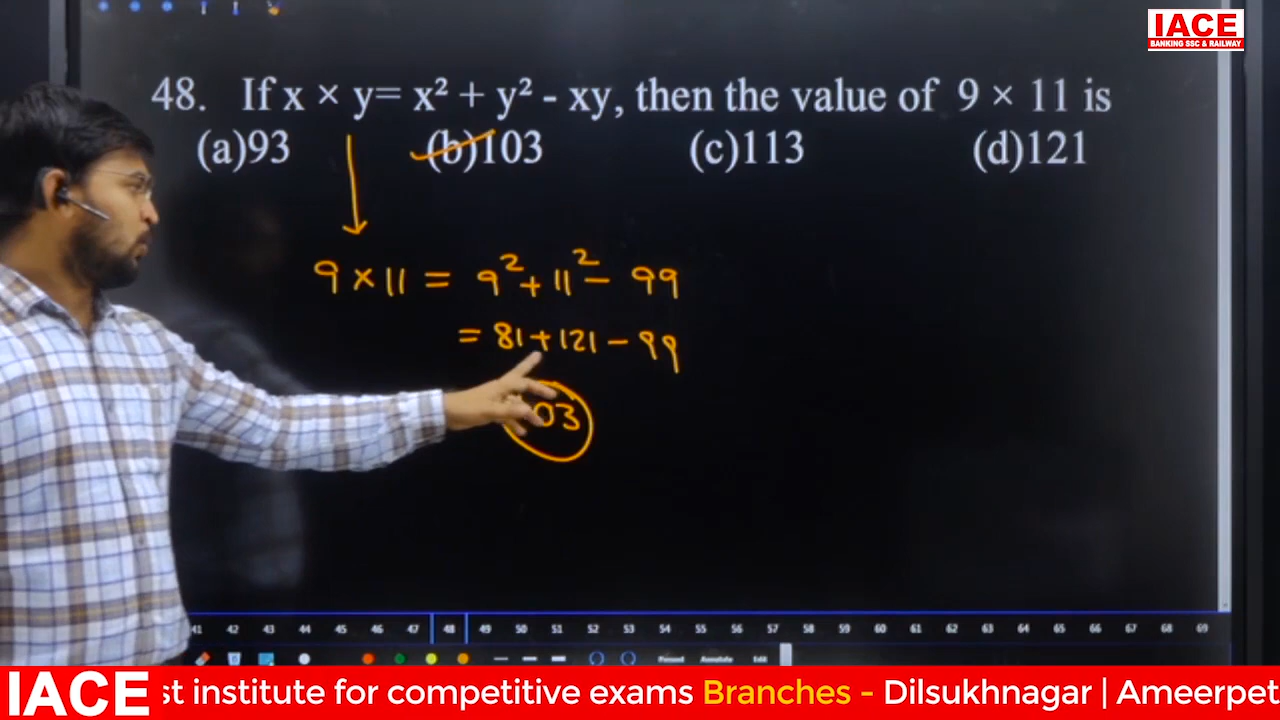 IACE
BANKING SSC & RAILWAY
48. If x × y= x² + y² - xy, then the value of 9 × 11 is
(a)93 (b)103 (c)113 (d)121
9 × 11 = 9² + 11² - 99
= 81 + 121 - 99
03
41 42 43 44 45 46 47 48 49 50 51 52 53 54 55 56 57 58 59 60 61 62 63 64 65 66 67 68 69
Present Annotate Edit
IACE st institute for competitive exams Branches - Dilsukhnagar | Ameerpet